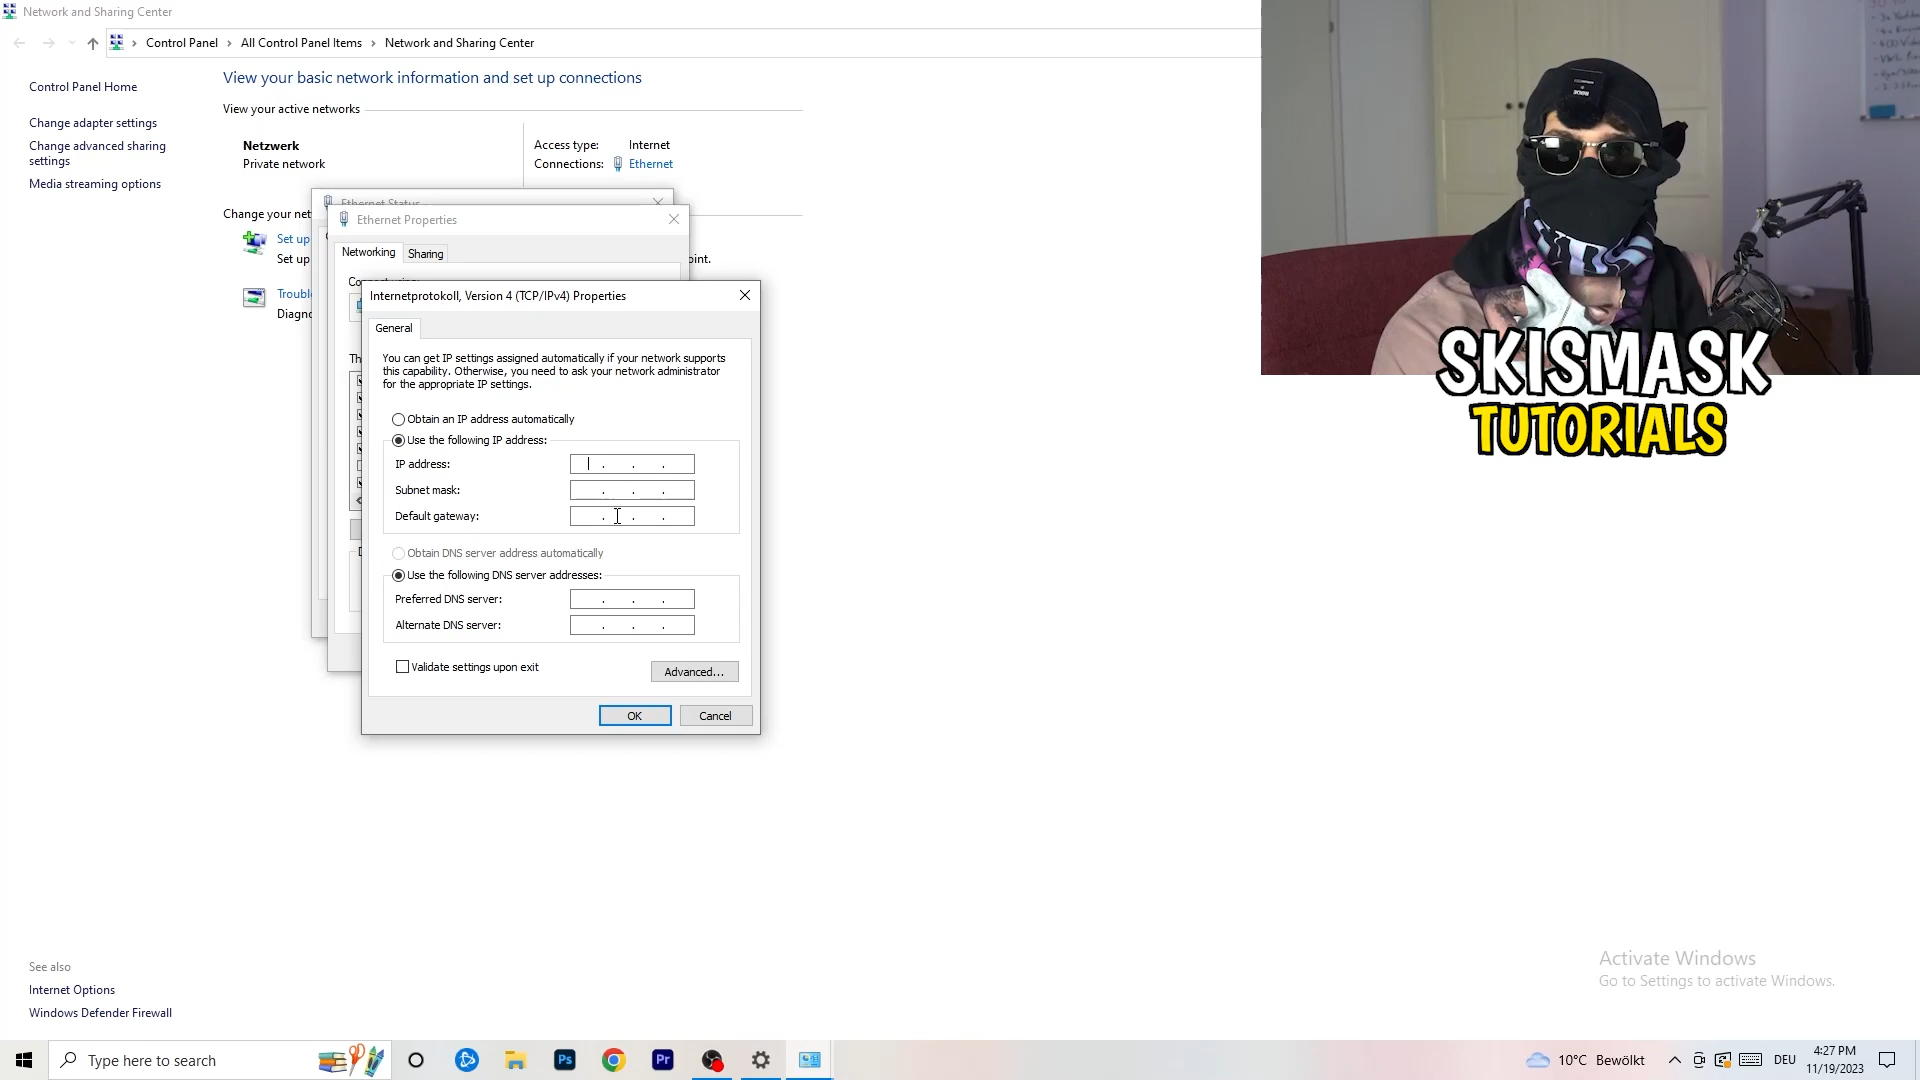 Network and Sharing Center
Control Panel › All Control Panel Items › Network and Sharing Center
Control Panel Home
Change adapter settings
Change advanced sharing
settings
Media streaming options
View your basic network information and set up connections
View your active networks
Netzwerk
Private network
Access type: Internet
Connections: Ethernet
Change your net
Set up
Set up
oint.
Troubl
Diagno
Ethernet Status
Ethernet Properties
Networking
Sharing
Internetprotokoll, Version 4 (TCP/IPv4) Properties
General
You can get IP settings assigned automatically if your network supports
this capability. Otherwise, you need to ask your network administrator
for the appropriate IP settings.
Obtain an IP address automatically
Use the following IP address:
IP address:
Subnet mask:
Default gateway:
Obtain DNS server address automatically
Use the following DNS server addresses:
Preferred DNS server:
Alternate DNS server:
Validate settings upon exit
Advanced...
OK
Cancel
SKISMASK
TUTORIALS
See also
Internet Options
Windows Defender Firewall
Activate Windows
Go to Settings to activate Windows.
Type here to search
Ps
Pr
10°C Bewölkt
DEU
4:27 PM
11/19/2023